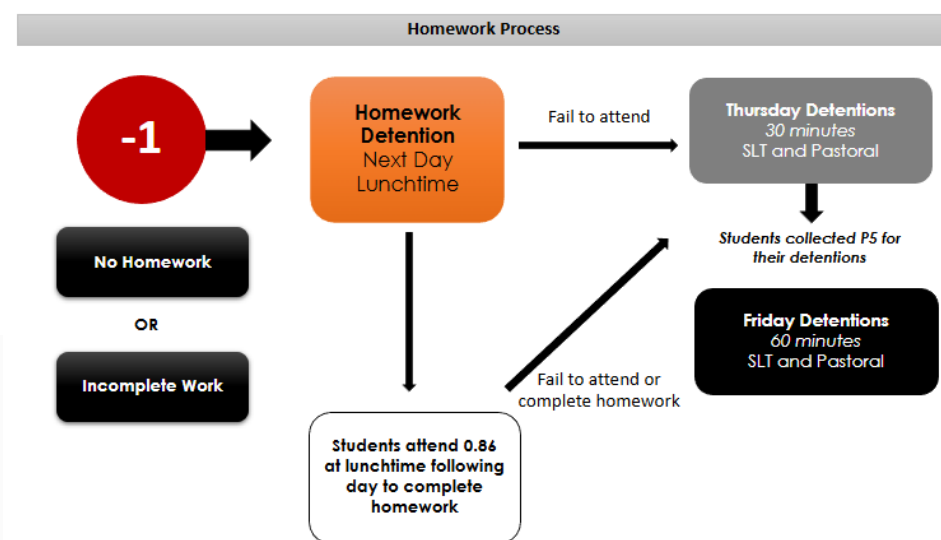 Homework Process
-1
No Homework
OR
Incomplete Work
Homework
Detention
Next Day
Lunchtime
Fail to attend
Thursday Detentions
30 minutes
SLT and Pastoral
Students collected P5 for
their detentions
Friday Detentions
60 minutes
SLT and Pastoral
Fail to attend or
complete homework
Students attend 0.86
at lunchtime following
day to complete
homework